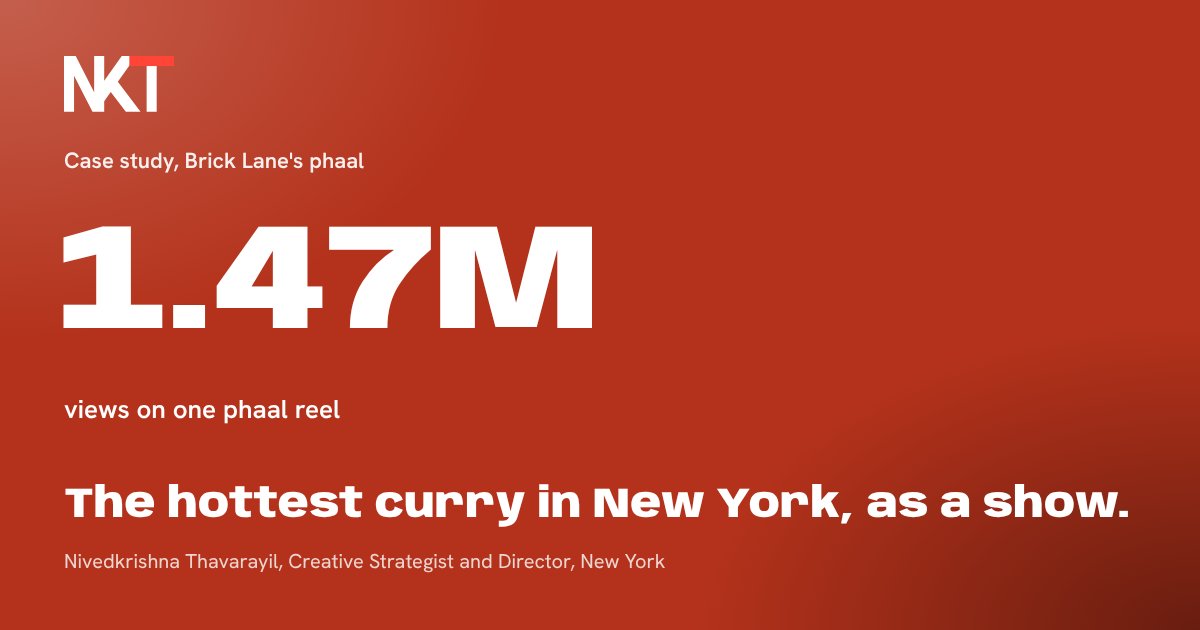 NKT
Case study, Brick Lane's phaal
1.47M
views on one phaal reel
The hottest curry in New York, as a show.
Nivedkrishna Thavarayil, Creative Strategist and Director, New York